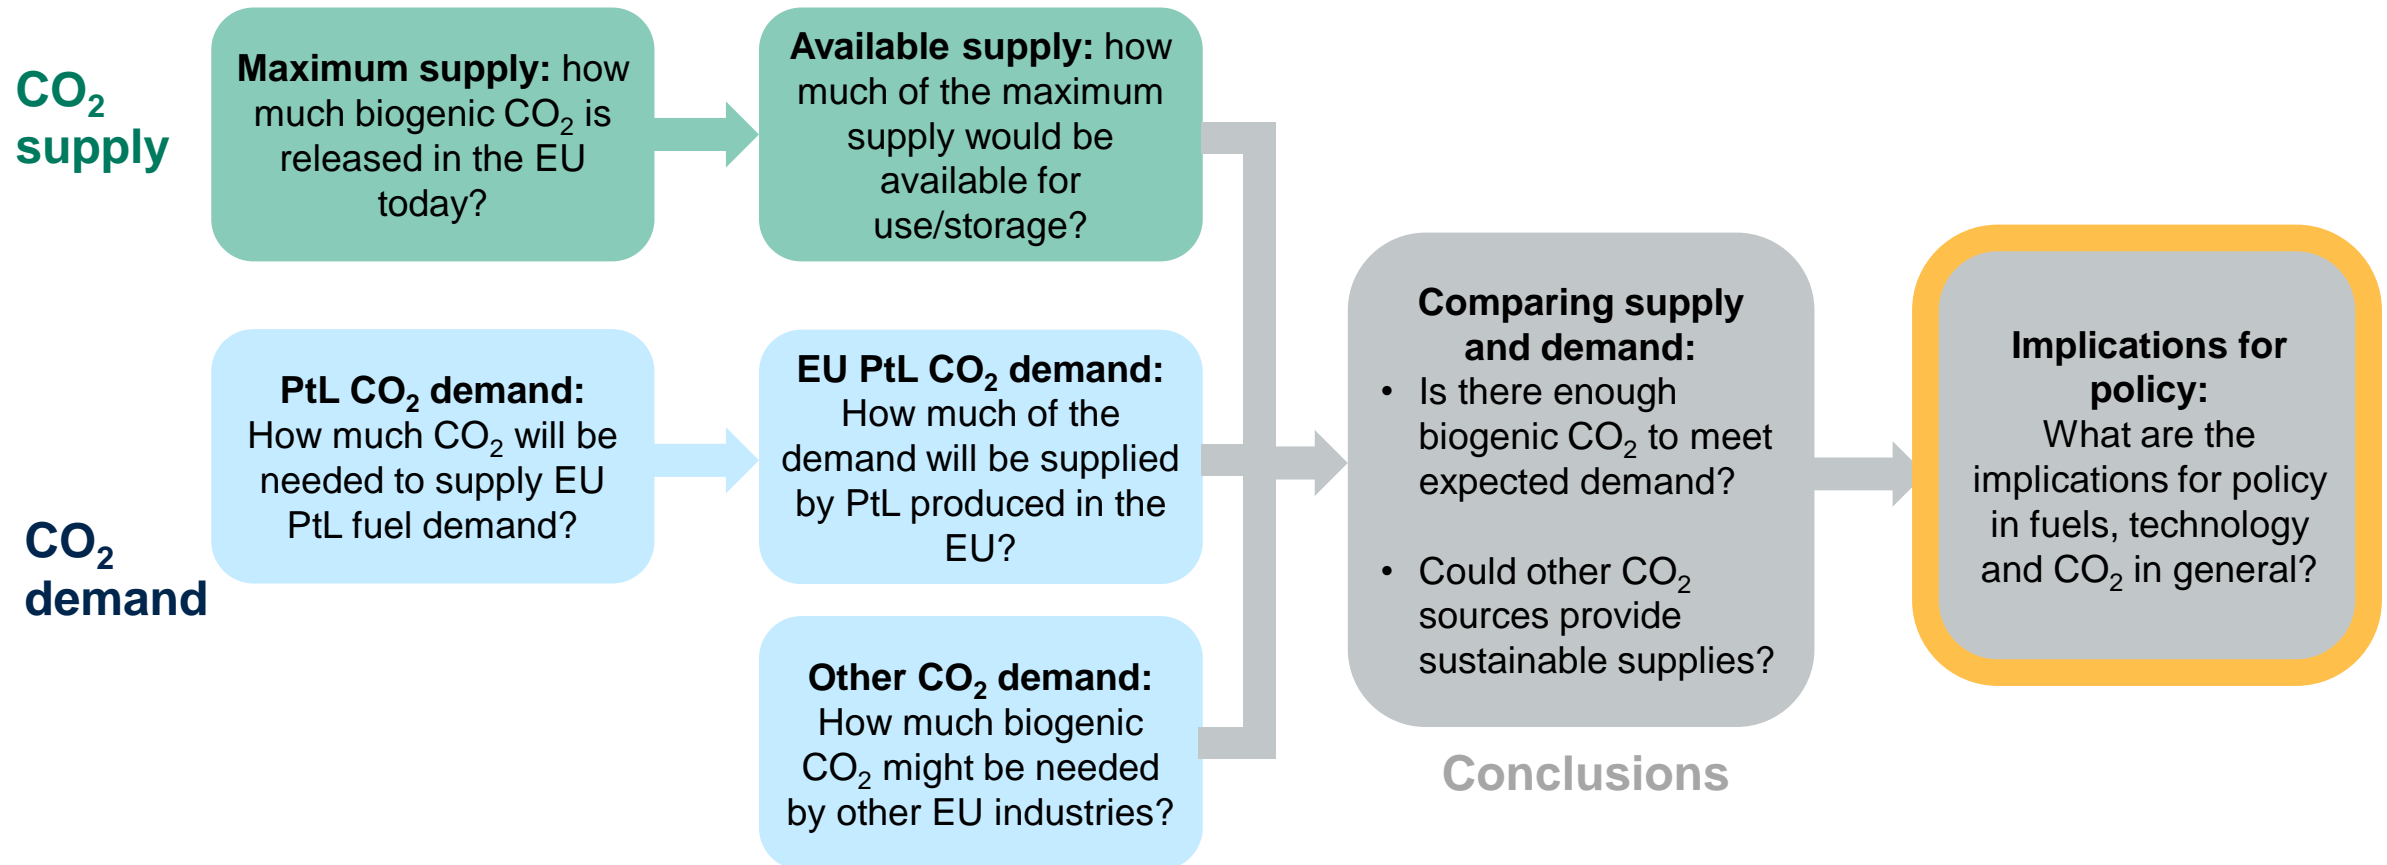 CO₂
supply
Maximum supply: how
much biogenic CO₂ is
released in the EU
today?
Available supply: how
much of the maximum
supply would be
available for
use/storage?
CO₂
demand
PtL CO₂ demand:
How much CO₂ will be
needed to supply EU
PtL fuel demand?
EU PtL CO₂ demand:
How much of the
demand will be supplied
by PtL produced in the
EU?
Other CO₂ demand:
How much biogenic
CO₂ might be needed
by other EU industries?
Comparing supply
and demand:
• Is there enough
biogenic CO₂ to meet
expected demand?
• Could other CO₂
sources provide
sustainable supplies?
Conclusions
Implications for
policy:
What are the
implications for policy
in fuels, technology
and CO₂ in general?